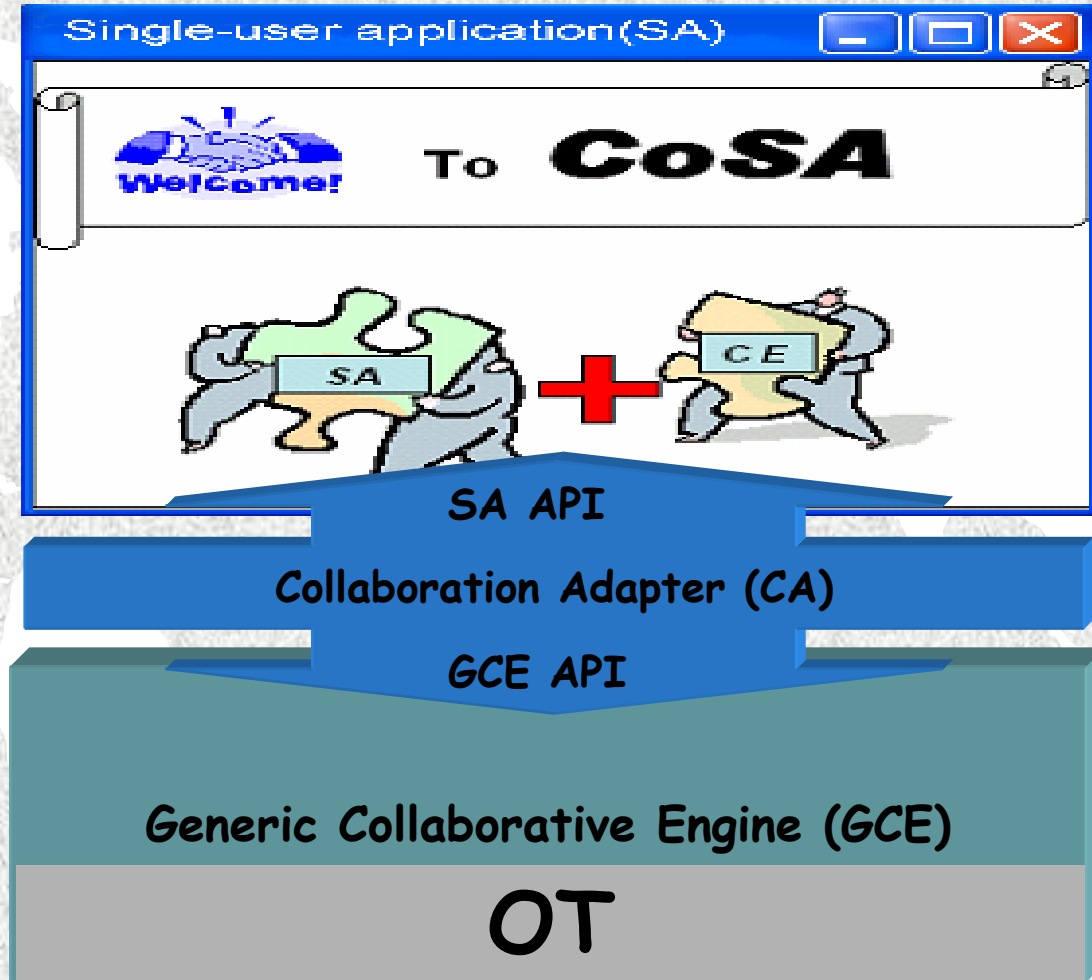 Single-user application(SA)
Welcome! To CoSA
SA
CE
SA API
Collaboration Adapter (CA)
GCE API
Generic Collaborative Engine (GCE)
OT